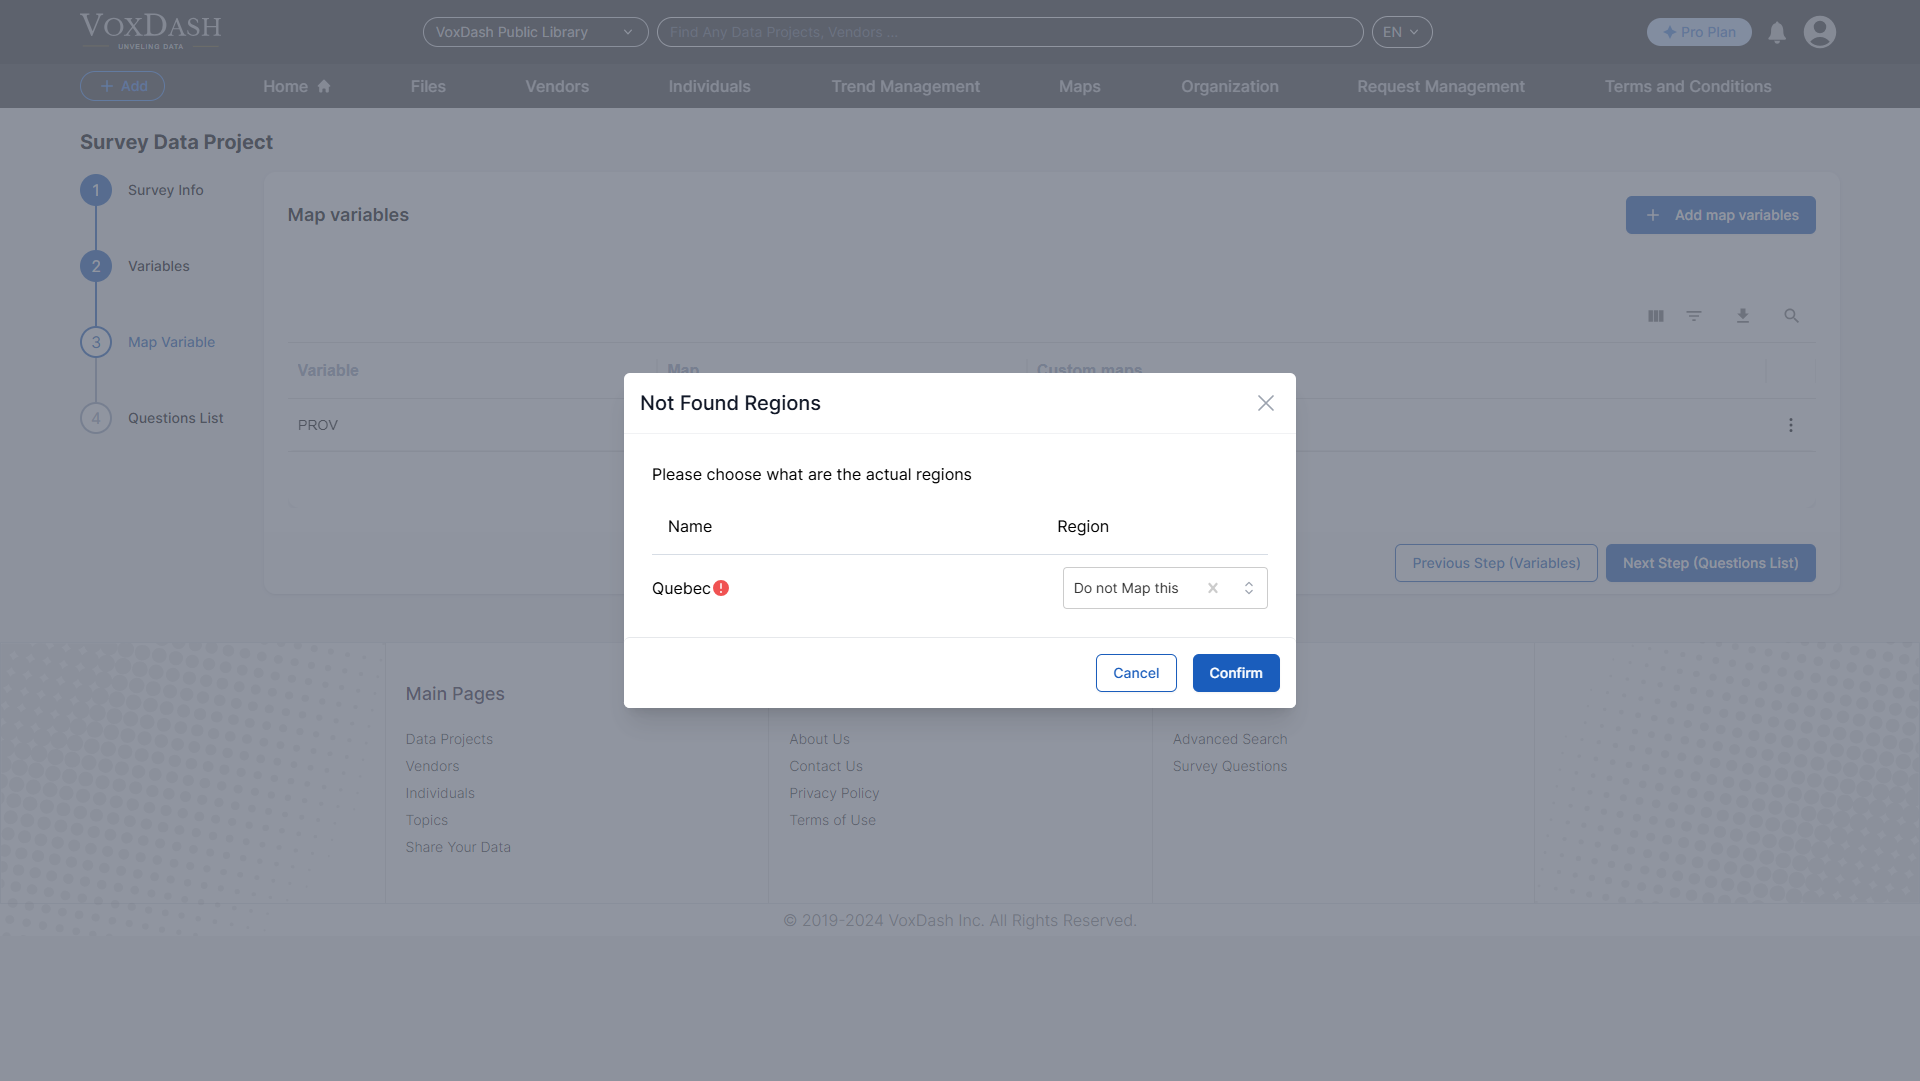 VOXDASH
UNVELING DATA
VoxDash Public Library
Find Any Data Projects, Vendors ...
EN
Pro Plan
Add
Home
Files
Vendors
Individuals
Trend Management
Maps
Organization
Request Management
Terms and Conditions
Survey Data Project
1 Survey Info
2 Variables
3 Map Variable
4 Questions List
Map variables
Add map variables
Variable
Map
Custom maps
PROV
Not Found Regions
Please choose what are the actual regions
Name
Region
Quebec
Do not Map this
Cancel
Confirm
Previous Step (Variables)
Next Step (Questions List)
Main Pages
Data Projects
Vendors
Individuals
Topics
Share Your Data
About Us
Contact Us
Privacy Policy
Terms of Use
Advanced Search
Survey Questions
© 2019-2024 VoxDash Inc. All Rights Reserved.